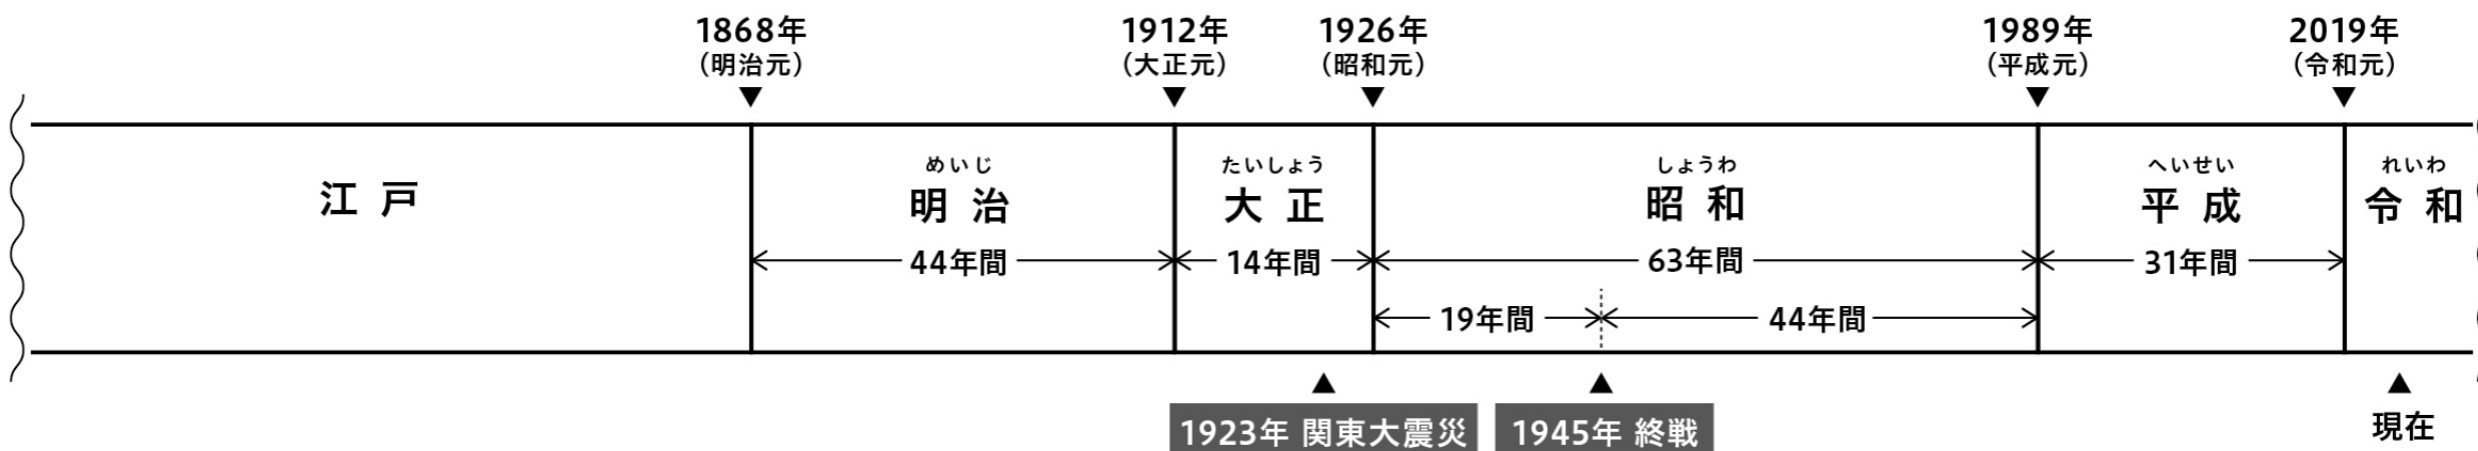 1868年
(明治元)
1912年
(大正元)
1926年
(昭和元)
1989年
(平成元)
2019年
(令和元)
江戸
めいじ
明治
たいしょう
大正
しょうわ
昭和
へいせい
平成
れいわ
令和
44年間
14年間
63年間
31年間
19年間
44年間
1923年 関東大震災
1945年 終戦
現在